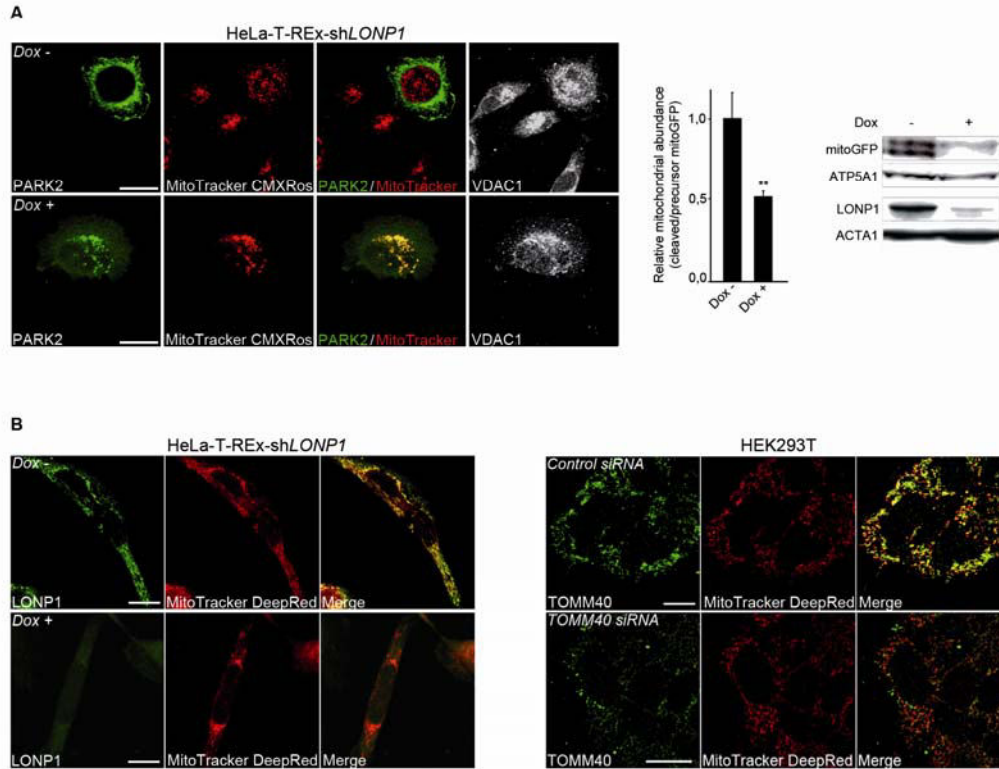 A
HeLa-T-REx-shLONP1
Dox -
PARK2
MitoTracker CMXRos
PARK2/MitoTracker
VDAC1
Dox +
PARK2
MitoTracker CMXRos
PARK2/MitoTracker
VDAC1
Relative mitochondrial abundance
(cleaved/precursor mitoGFP)
1,0
0,5
0,0
**
Dox -
Dox +
Dox - +
mitoGFP
ATP5A1
LONP1
ACTA1
B
HeLa-T-REx-shLONP1
Dox -
LONP1
MitoTracker DeepRed
Merge
Dox +
LONP1
MitoTracker DeepRed
Merge
HEK293T
Control siRNA
TOMM40
MitoTracker DeepRed
Merge
TOMM40 siRNA
TOMM40
MitoTracker DeepRed
Merge